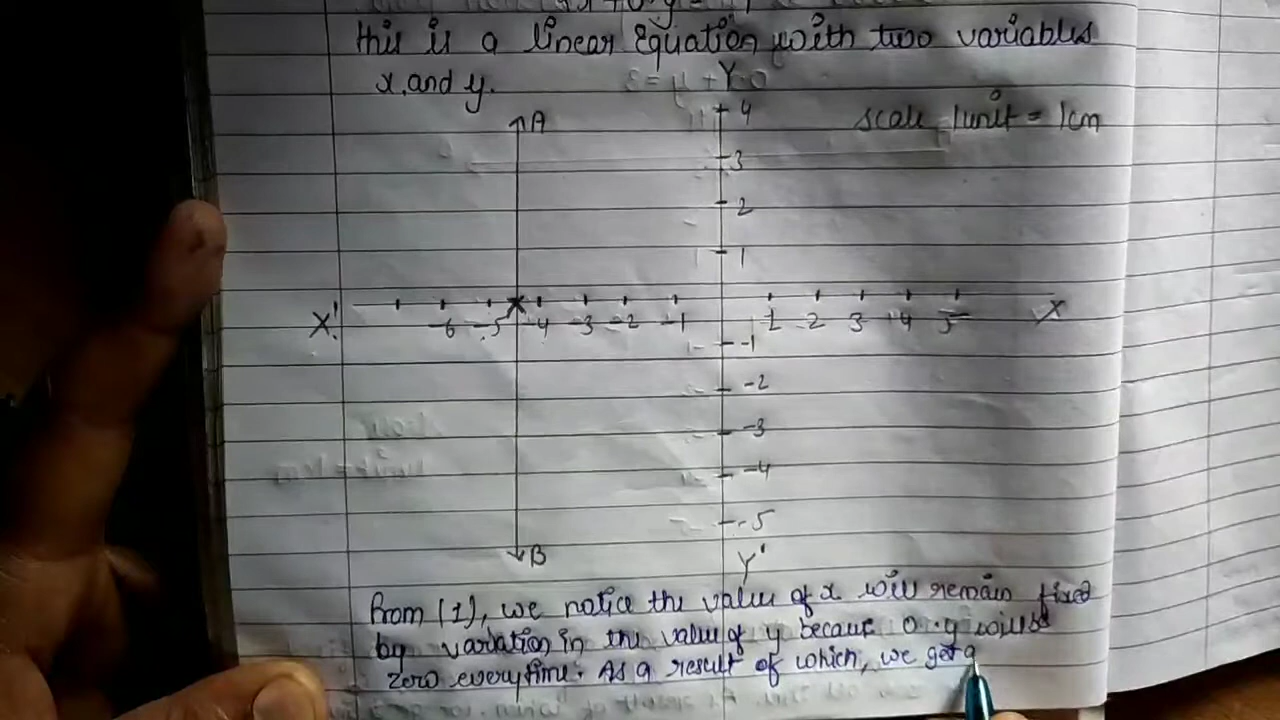 this is a linear Equation with two variables
x, and y.
A
4
scale 1unit = 1cm
3
2
1
X' -6 -5 -4 -3 -2 -1 1 2 3 4 5 X
-1
-2
-3
-4
-5
B
Y'
From (1), we notice the value of x will remain fixed
by variation in the value of y because 0.y will be
zero everytime. As a result of which, we get a